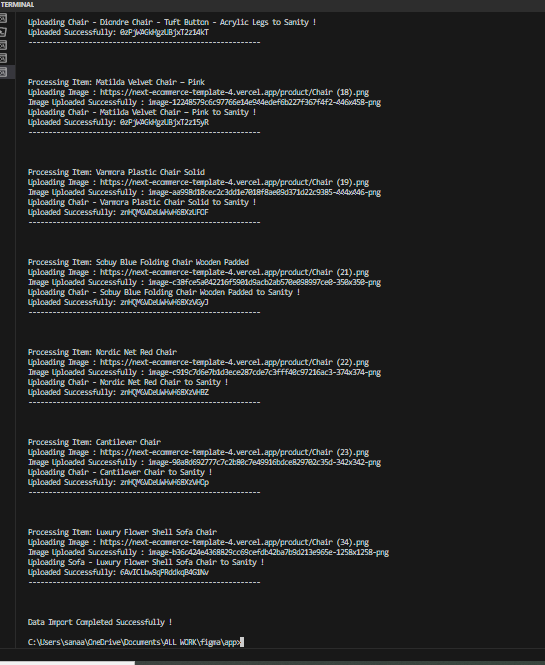 TERMINAL
Uploading Chair - Diondre Chair - Tuft Button - Acrylic Legs to Sanity !
Uploaded Successfully: 0zPjWAGkHgzUBjxT2z14kT
----------------------------------------------------------
Processing Item: Matilda Velvet Chair – Pink
Uploading Image : https://next-ecommerce-template-4.vercel.app/product/Chair (18).png
Image Uploaded Successfully : image-12248579c6c97766e14e944edef6b227f367f4f2-446x458-png
Uploading Chair - Matilda Velvet Chair – Pink to Sanity !
Uploaded Successfully: 0zPjWAGkHgzUBjxT2z15yR
----------------------------------------------------------
Processing Item: Varmora Plastic Chair Solid
Uploading Image : https://next-ecommerce-template-4.vercel.app/product/Chair (19).png
Image Uploaded Successfully : image-aa998d18cec2c3dd1e7018f8ae09d371d22c9385-444x446-png
Uploading Chair - Varmora Plastic Chair Solid to Sanity !
Uploaded Successfully: znHQMGWDeUWHwH68XzUFOF
----------------------------------------------------------
Processing Item: Sobuy Blue Folding Chair Wooden Padded
Uploading Image : https://next-ecommerce-template-4.vercel.app/product/Chair (21).png
Image Uploaded Successfully : image-c38fce5a042216f5901d9acb2ab570e098997ce0-350x350-png
Uploading Chair - Sobuy Blue Folding Chair Wooden Padded to Sanity !
Uploaded Successfully: znHQMGWDeUWHwH68XzVGyJ
----------------------------------------------------------
Processing Item: Nordic Net Red Chair
Uploading Image : https://next-ecommerce-template-4.vercel.app/product/Chair (22).png
Image Uploaded Successfully : image-c919c7d6e7b1d3ece287cde7c3fff40c97216ac3-374x374-png
Uploading Chair - Nordic Net Red Chair to Sanity !
Uploaded Successfully: znHQMGWDeUWHwH68XzVHBZ
----------------------------------------------------------
Processing Item: Cantilever Chair
Uploading Image : https://next-ecommerce-template-4.vercel.app/product/Chair (23).png
Image Uploaded Successfully : image-90a8d692777c7c2b80c7e49916bdce829702c35d-342x342-png
Uploading Chair - Cantilever Chair to Sanity !
Uploaded Successfully: znHQMGWDeUWHwH68XzVHOp
----------------------------------------------------------
Processing Item: Luxury Flower Shell Sofa Chair
Uploading Image : https://next-ecommerce-template-4.vercel.app/product/Chair (34).png
Image Uploaded Successfully : image-b36c424e4368829cc69cefdb42ba7b9d213e965e-1258x1258-png
Uploading Sofa - Luxury Flower Shell Sofa Chair to Sanity !
Uploaded Successfully: 6AvICLbw9qPRddkqB4G1Nv
----------------------------------------------------------
Data Import Completed Successfully !
C:\Users\sanaa\OneDrive\Documents\ALL WORK\figma\app>